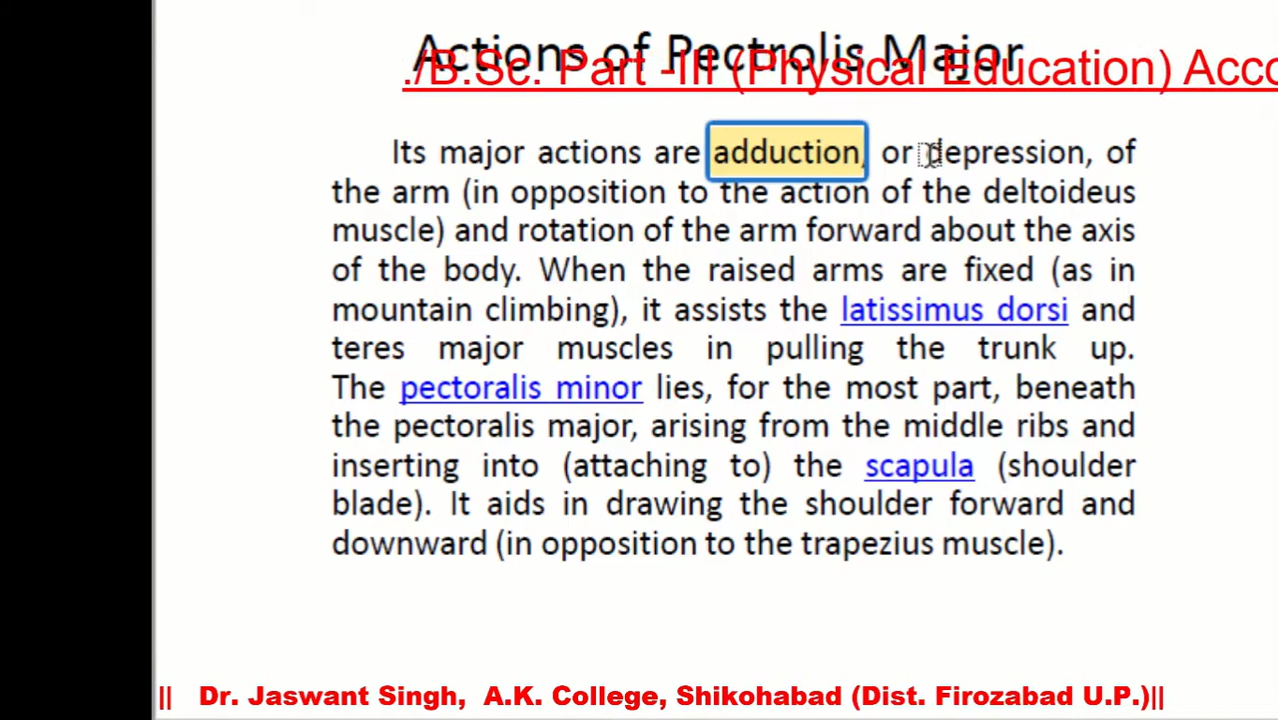 Actions of Pectrolis Major
./B.Sc. Part -III (Physical Education) Acco
Its major actions are adduction, or depression, of
the arm (in opposition to the action of the deltoideus
muscle) and rotation of the arm forward about the axis
of the body. When the raised arms are fixed (as in
mountain climbing), it assists the latissimus dorsi and
teres major muscles in pulling the trunk up.
The pectoralis minor lies, for the most part, beneath
the pectoralis major, arising from the middle ribs and
inserting into (attaching to) the scapula (shoulder
blade). It aids in drawing the shoulder forward and
downward (in opposition to the trapezius muscle).
|| Dr. Jaswant Singh, A.K. College, Shikohabad (Dist. Firozabad U.P.)||